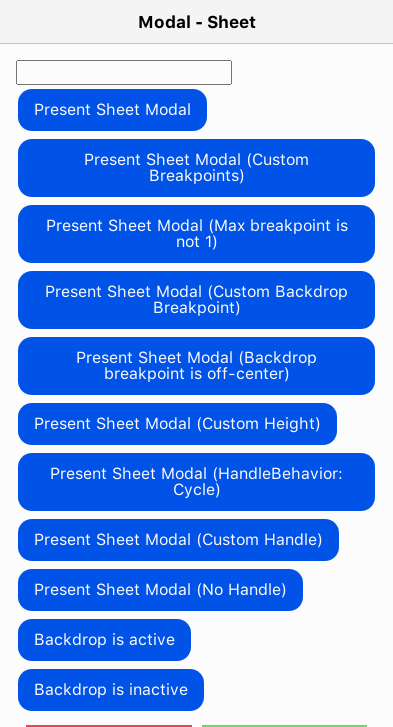 Modal - Sheet
Present Sheet Modal
Present Sheet Modal (Custom
Breakpoints)
Present Sheet Modal (Max breakpoint is
not 1)
Present Sheet Modal (Custom Backdrop
Breakpoint)
Present Sheet Modal (Backdrop
breakpoint is off-center)
Present Sheet Modal (Custom Height)
Present Sheet Modal (HandleBehavior:
Cycle)
Present Sheet Modal (Custom Handle)
Present Sheet Modal (No Handle)
Backdrop is active
Backdrop is inactive